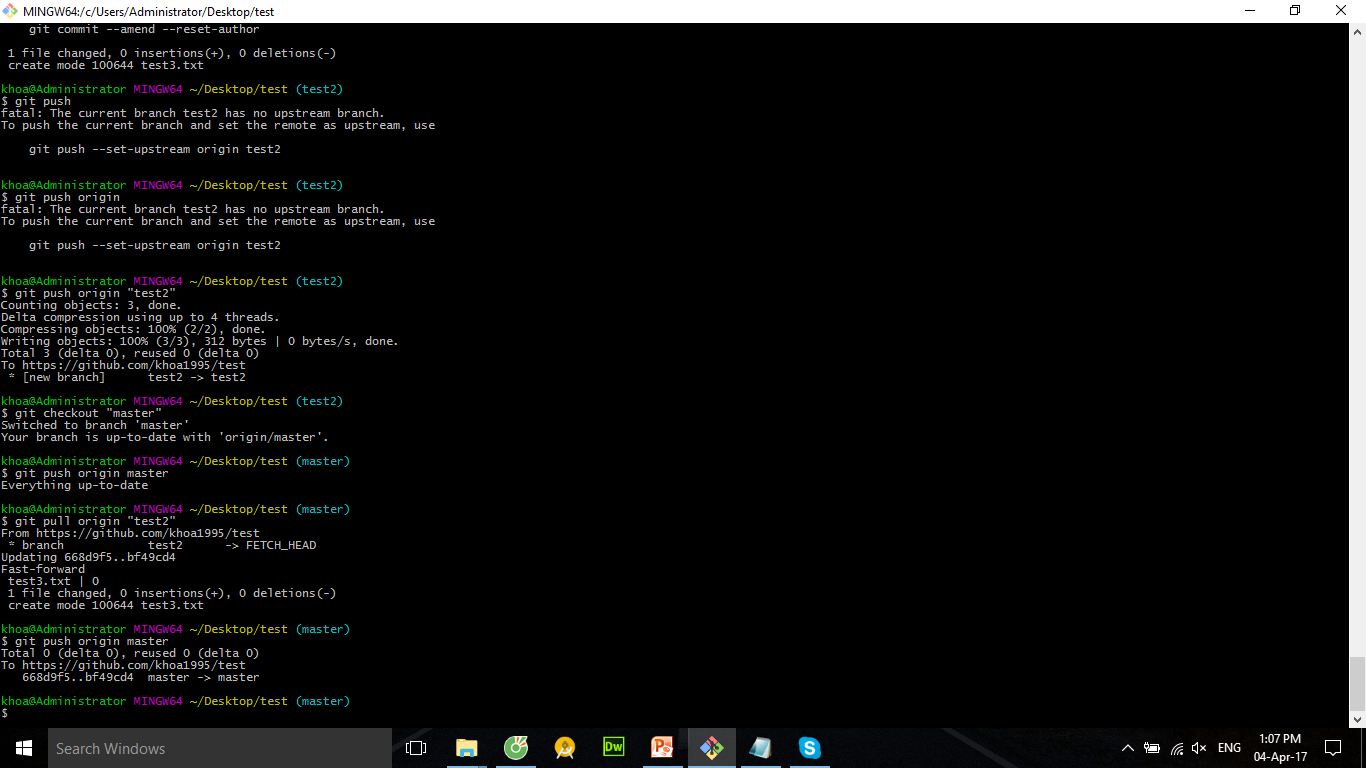 MINGW64:/c/Users/Administrator/Desktop/test
git commit --amend --reset-author
1 file changed, 0 insertions(+), 0 deletions(-)
create mode 100644 test3.txt
khoa@Administrator MINGW64 ~/Desktop/test (test2)
$ git push
fatal: The current branch test2 has no upstream branch.
To push the current branch and set the remote as upstream, use
git push --set-upstream origin test2
khoa@Administrator MINGW64 ~/Desktop/test (test2)
$ git push origin
fatal: The current branch test2 has no upstream branch.
To push the current branch and set the remote as upstream, use
git push --set-upstream origin test2
khoa@Administrator MINGW64 ~/Desktop/test (test2)
$ git push origin "test2"
Counting objects: 3, done.
Delta compression using up to 4 threads.
Compressing objects: 100% (2/2), done.
Writing objects: 100% (3/3), 312 bytes | 0 bytes/s, done.
Total 3 (delta 0), reused 0 (delta 0)
To https://github.com/khoa1995/test
* [new branch]      test2 -> test2
khoa@Administrator MINGW64 ~/Desktop/test (test2)
$ git checkout "master"
Switched to branch 'master'
Your branch is up-to-date with 'origin/master'.
khoa@Administrator MINGW64 ~/Desktop/test (master)
$ git push origin master
Everything up-to-date
khoa@Administrator MINGW64 ~/Desktop/test (master)
$ git pull origin "test2"
From https://github.com/khoa1995/test
* branch            test2      -> FETCH_HEAD
Updating 668d9f5..bf49cd4
Fast-forward
test3.txt | 0
1 file changed, 0 insertions(+), 0 deletions(-)
create mode 100644 test3.txt
khoa@Administrator MINGW64 ~/Desktop/test (master)
$ git push origin master
Total 0 (delta 0), reused 0 (delta 0)
To https://github.com/khoa1995/test
668d9f5..bf49cd4  master -> master
khoa@Administrator MINGW64 ~/Desktop/test (master)
$
Search Windows
Dw
ENG
1:07 PM
04-Apr-17